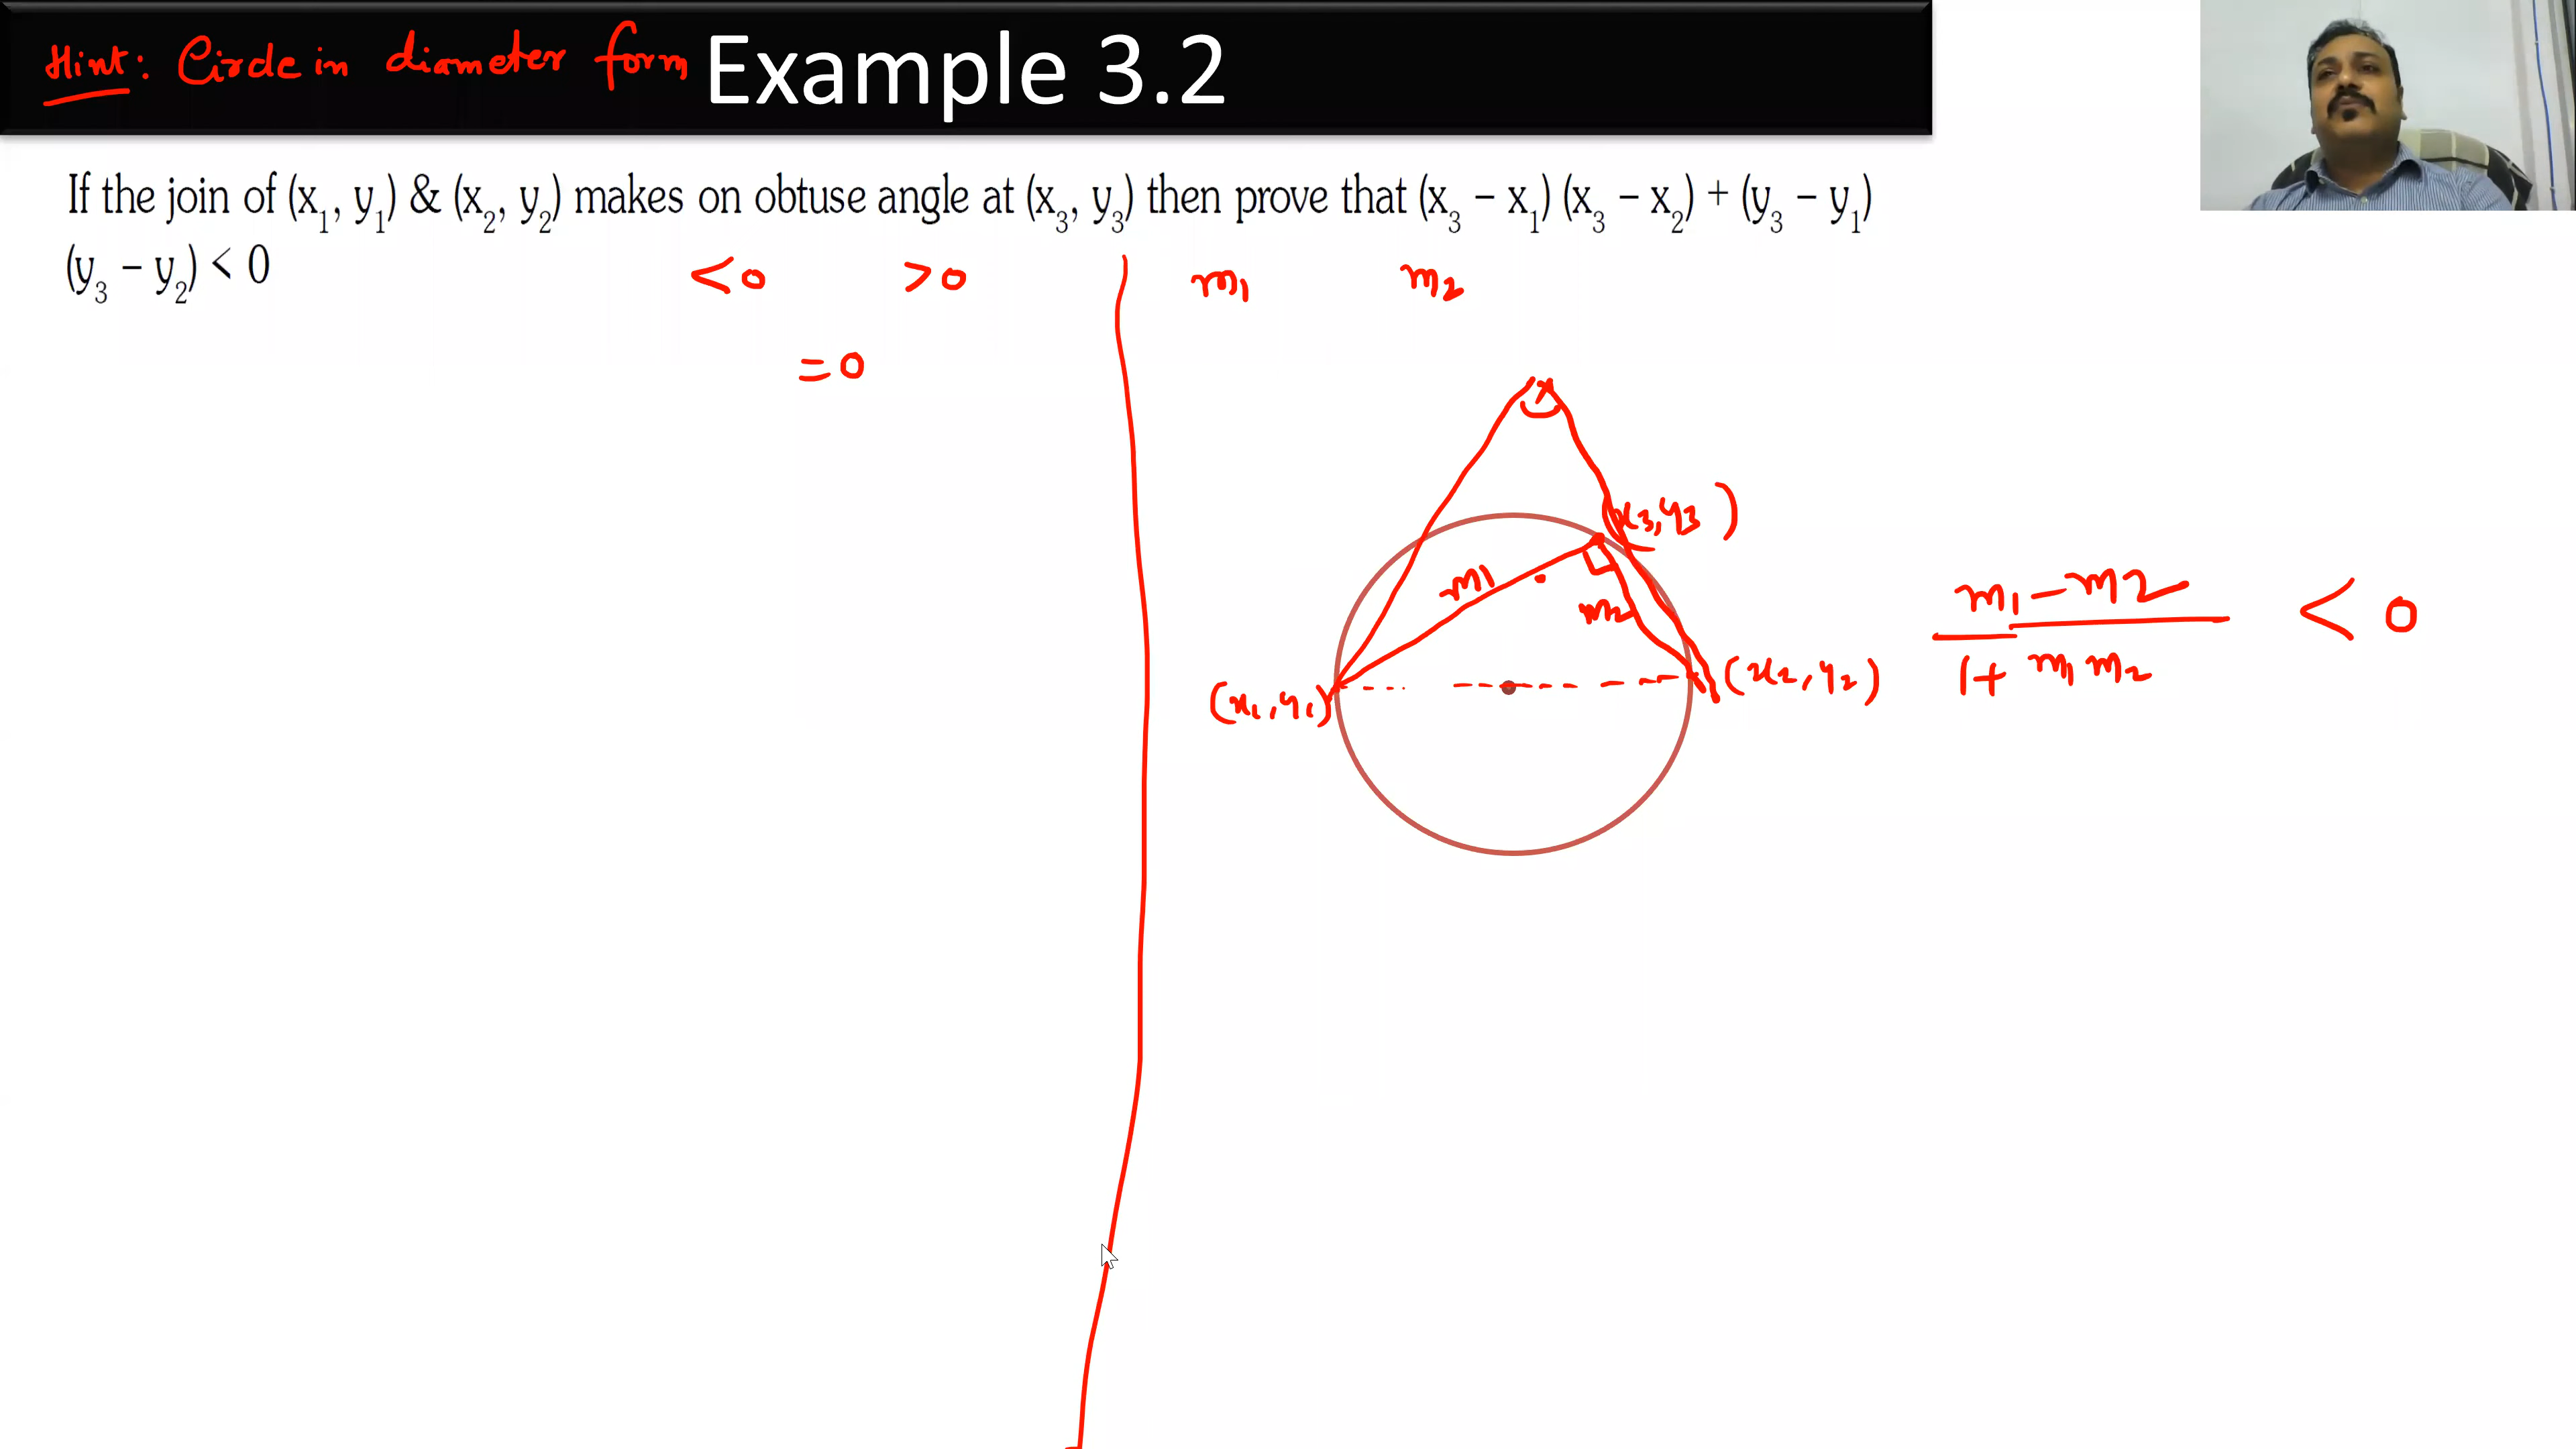 Hint: Circle in diameter form Example 3.2
If the join of (x₁, y₁) & (x₂, y₂) makes on obtuse angle at (x₃, y₃) then prove that (x₃ – x₁) (x₃ – x₂) + (y₃ – y₁)
(y₃ – y₂) < 0
< 0 > 0 m₁ m₂
= 0
(x₃, y₃)
m₁
m₂
(x₁, y₁)
(x₂, y₂)
m₁ – m₂ < 0
1 + m₁ m₂